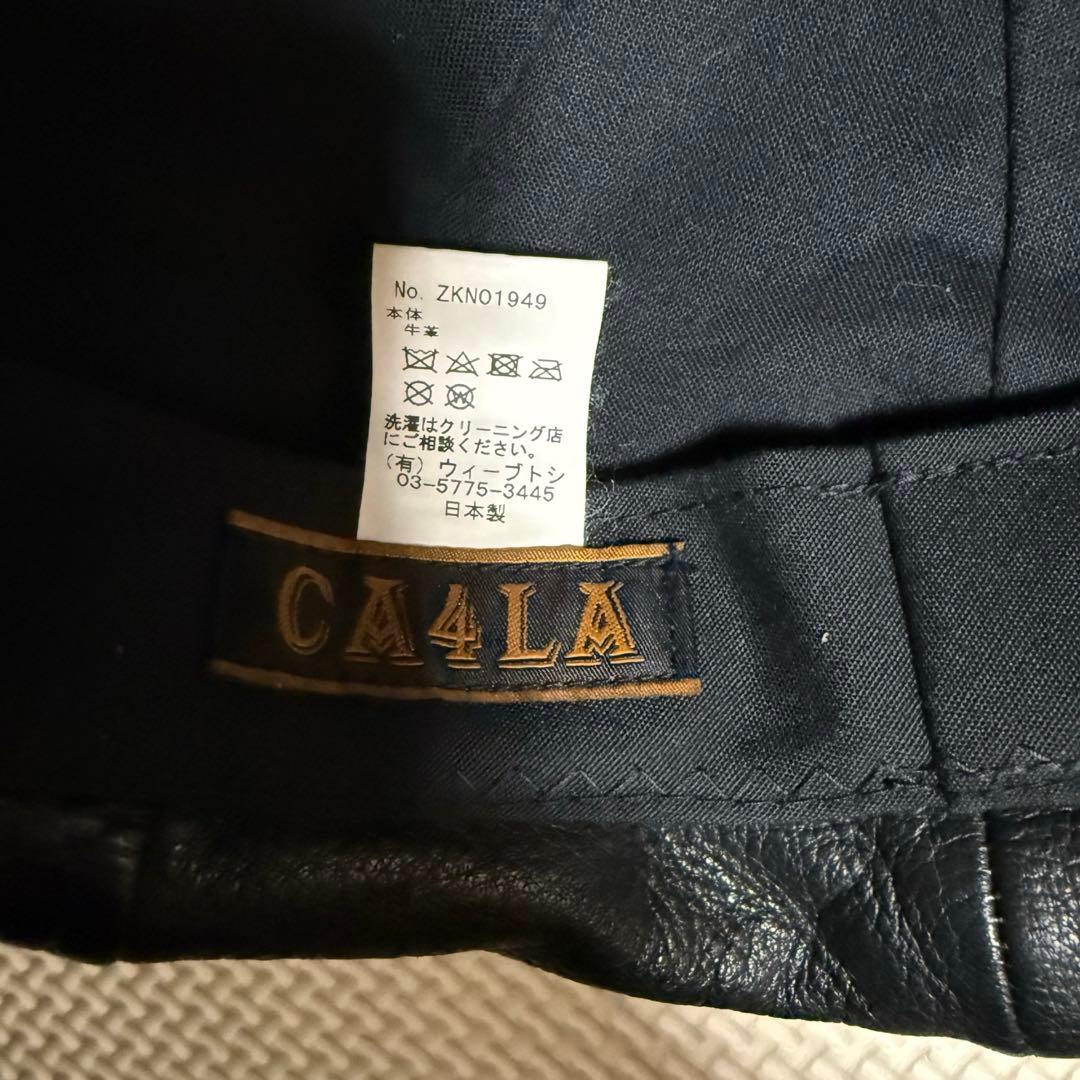 No. ZKN01949
本体
牛革
洗濯はクリーニング店
にご相談ください。
(有) ウィーブトシ
03-5775-3445
日本製
CA4LA